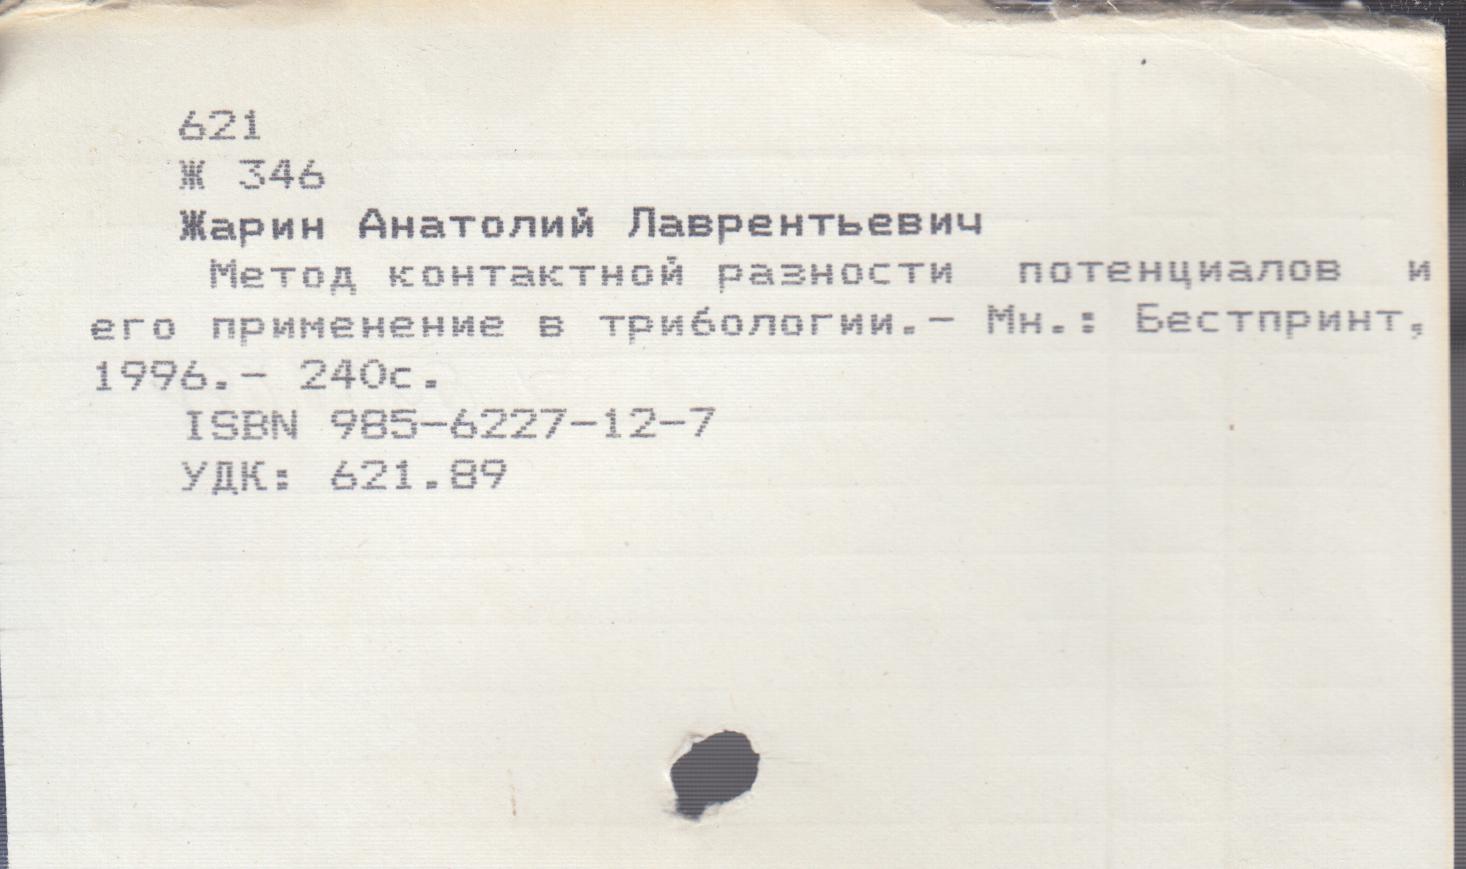 621
Ж 346
Жарин Анатолий Лаврентьевич
Метод контактной разности потенциалов и
его применение в трибологии.- Мн.: Бестпринт,
1996.- 240с.
ISBN 985-6227-12-7
УДК: 621.89